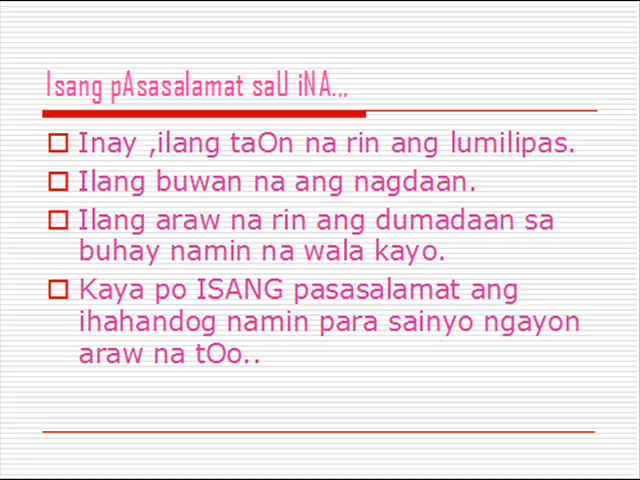 Isang pAsasalamat saU iNA.,,
Inay ,ilang taOn na rin ang lumilipas.
Ilang buwan na ang nagdaan.
Ilang araw na rin ang dumadaan sa
buhay namin na wala kayo.
Kaya po ISANG pasasalamat ang
ihahandog namin para sainyo ngayon
araw na tOo..